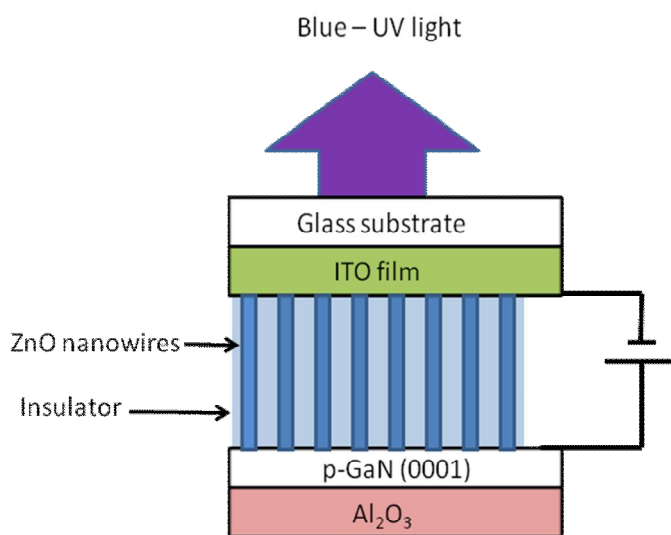 Blue – UV light
Glass substrate
ITO film
ZnO nanowires
Insulator
p-GaN (0001)
Al₂O₃